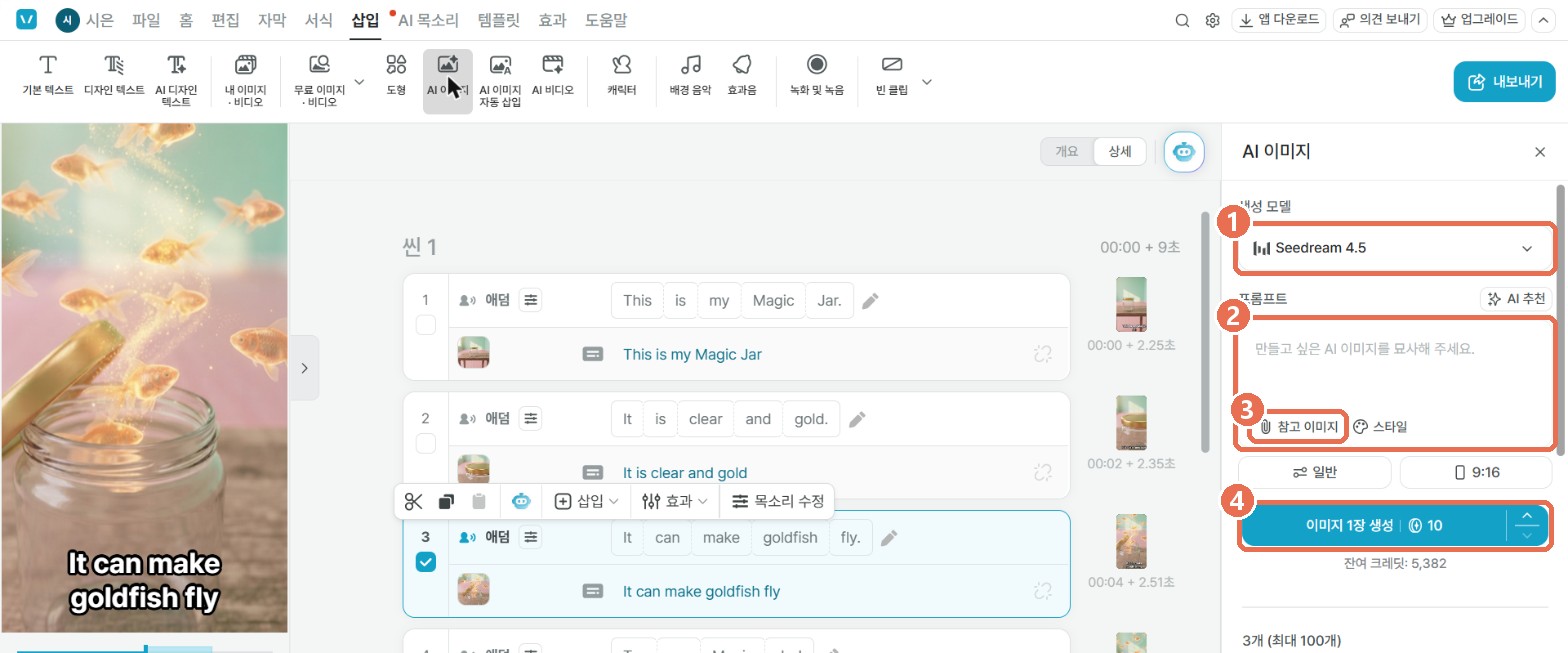 시 시은 파일 홈 편집 자막 서식 삽입 AI 목소리 템플릿 효과 도움말
앱 다운로드 의견 보내기 업그레이드
기본 텍스트 디자인 텍스트 AI 디자인 텍스트 내 이미지 · 비디오 무료 이미지 · 비디오 도형 AI 이미지 AI 이미지 자동 삽입 AI 비디오 캐릭터 배경 음악 효과음 녹화 및 녹음 빈 클립
내보내기
It can make
goldfish fly
개요 상세
씬 1 00:00 + 9초
1 애덤 This is my Magic Jar.
This is my Magic Jar
00:00 + 2.25초
2 애덤 It is clear and gold.
It is clear and gold
00:02 + 2.35초
삽입 효과 목소리 수정
3 애덤 It can make goldfish fly.
It can make goldfish fly
00:04 + 2.51초
AI 이미지
생성 모델
1
Seedream 4.5
프롬프트 AI 추천
2
만들고 싶은 AI 이미지를 묘사해 주세요.
3
참고 이미지 스타일
일반 9:16
4
이미지 1장 생성 10
잔여 크레딧: 5,382
3개 (최대 100개)